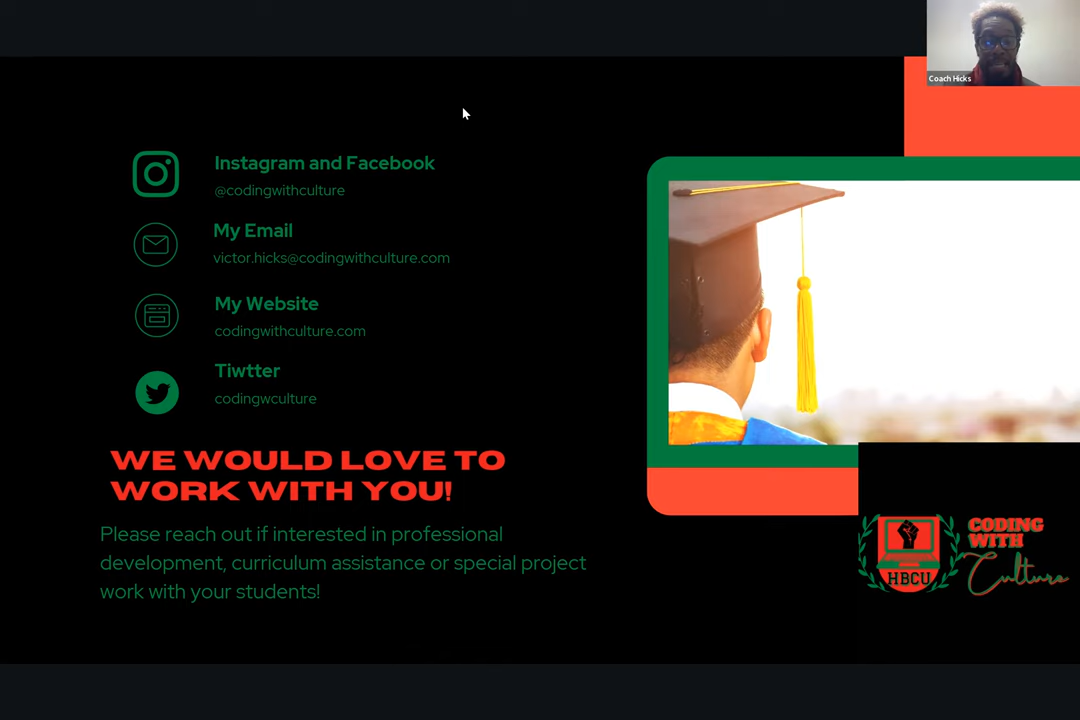 Coach Hicks
Instagram and Facebook
@codingwithculture
My Email
victor.hicks@codingwithculture.com
My Website
codingwithculture.com
Tiwtter
codingwculture
WE WOULD LOVE TO
WORK WITH YOU!
Please reach out if interested in professional
development, curriculum assistance or special project
work with your students!
HBCU
CODING
WITH
Culture